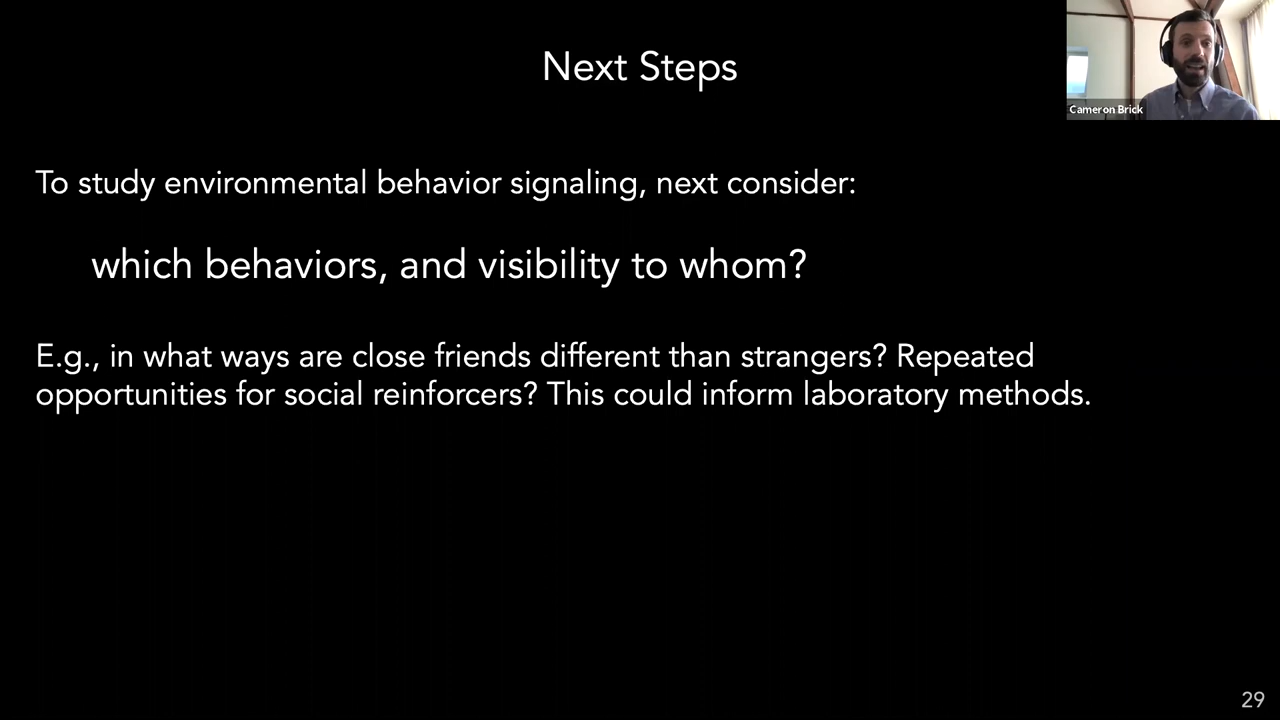 Next Steps
Cameron Brick
To study environmental behavior signaling, next consider:
which behaviors, and visibility to whom?
E.g., in what ways are close friends different than strangers? Repeated
opportunities for social reinforcers? This could inform laboratory methods.
29